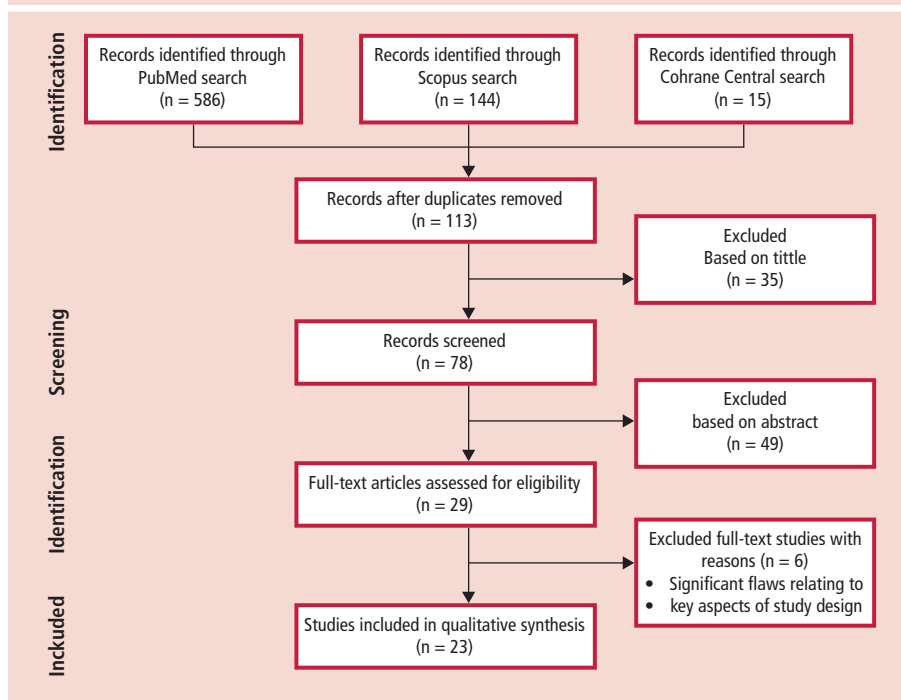 Identification
Records identified through
PubMed search
(n = 586)
Records identified through
Scopus search
(n = 144)
Records identified through
Cohrane Central search
(n = 15)
Records after duplicates removed
(n = 113)
Excluded
Based on tittle
(n = 35)
Screening
Records screened
(n = 78)
Excluded
based on abstract
(n = 49)
Identification
Full-text articles assessed for eligibility
(n = 29)
Excluded full-text studies with
reasons (n = 6)
• Significant flaws relating to
• key aspects of study design
Inckuded
Studies included in qualitative synthesis
(n = 23)